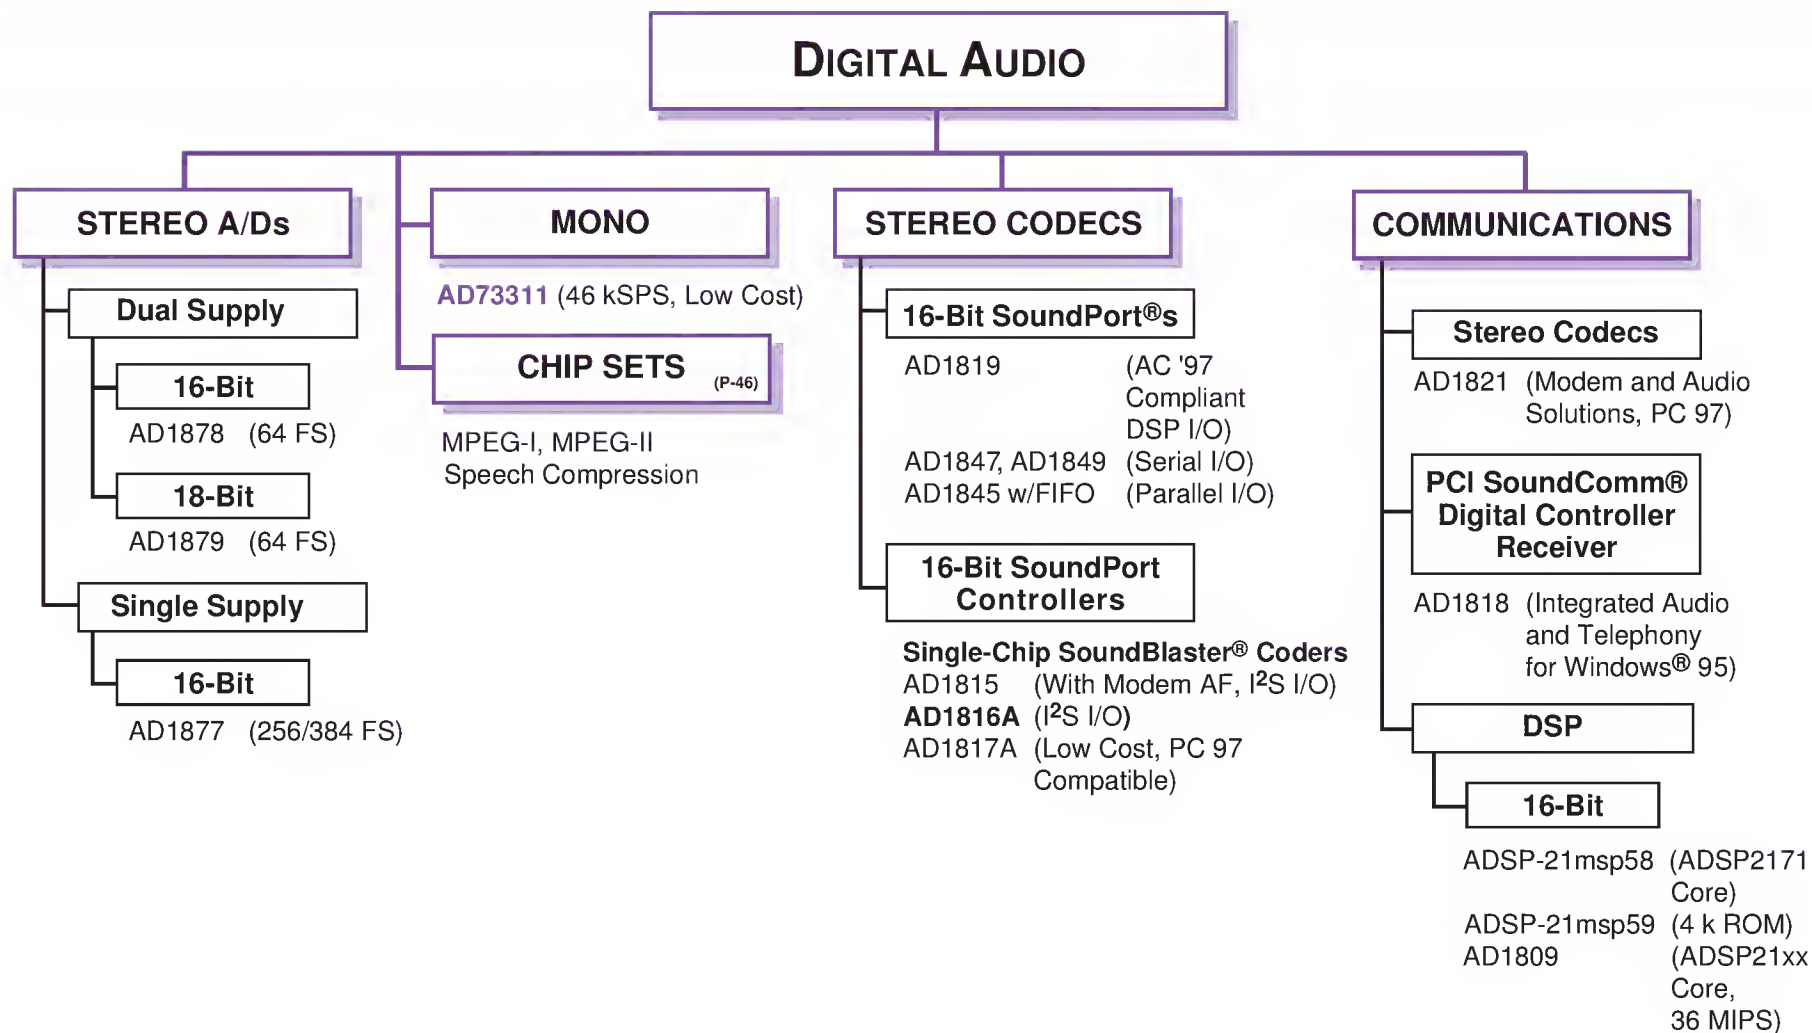 DIGITAL AUDIO
STEREO A/Ds
Dual Supply
16-Bit
AD1878 (64 FS)
18-Bit
AD1879 (64 FS)
Single Supply
16-Bit
AD1877 (256/384 FS)
MONO
AD73311 (46 kSPS, Low Cost)
CHIP SETS (P-46)
MPEG-I, MPEG-II
Speech Compression
STEREO CODECS
16-Bit SoundPort®s
AD1819 (AC '97
Compliant
DSP I/O)
AD1847, AD1849 (Serial I/O)
AD1845 w/FIFO (Parallel I/O)
16-Bit SoundPort
Controllers
Single-Chip SoundBlaster® Coders
AD1815 (With Modem AF, I²S I/O)
AD1816A (I²S I/O)
AD1817A (Low Cost, PC 97
Compatible)
COMMUNICATIONS
Stereo Codecs
AD1821 (Modem and Audio
Solutions, PC 97)
PCI SoundComm®
Digital Controller
Receiver
AD1818 (Integrated Audio
and Telephony
for Windows® 95)
DSP
16-Bit
ADSP-21msp58 (ADSP2171
Core)
ADSP-21msp59 (4 k ROM)
AD1809 (ADSP21xx
Core,
36 MIPS)